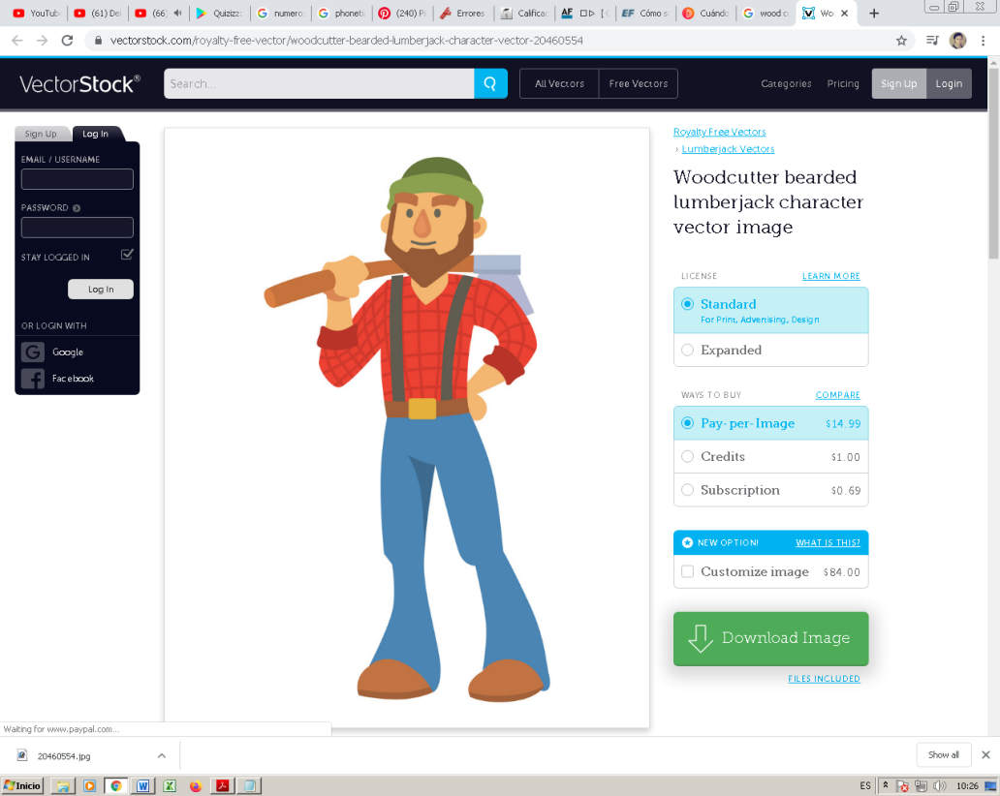 YouTub
(61) Del
(66)
Quizizz
numero
phoneti
(240) Pi
Errores
Califica
AF
EF Cómo s
Cuándo
wood cu
Wo
vectorstock.com/royalty-free-vector/woodcutter-bearded-lumberjack-character-vector-20460554
VectorStock®
Search...
All Vectors
Free Vectors
Categories
Pricing
Sign Up
Login
Sign Up
Log In
EMAIL / USERNAME
PASSWORD
STAY LOGGED IN
Log In
OR LOGIN WITH
Google
Facebook
Royalty Free Vectors
› Lumberjack Vectors
Woodcutter bearded
lumberjack character
vector image
LICENSE
LEARN MORE
Standard
For Print, Advertising, Design
Expanded
WAYS TO BUY
COMPARE
Pay-per-Image $14.99
Credits $1.00
Subscription $0.69
NEW OPTION!
WHAT IS THIS?
Customize image $84.00
Download Image
FILES INCLUDED
Waiting for www.paypal.com...
20460554.jpg
Show all
Inicio
ES
10:26